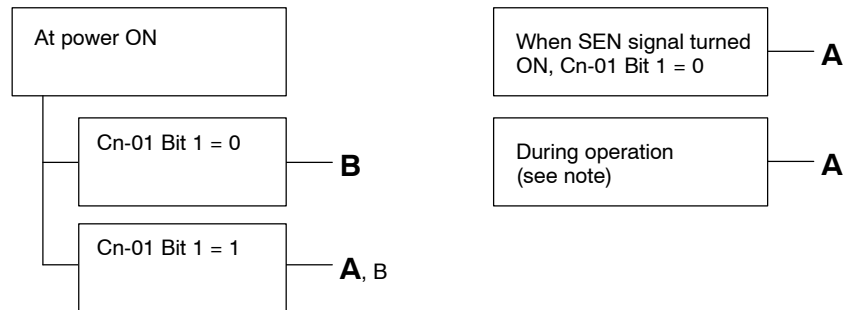 At power ON
Cn-01 Bit 1 = 0
B
Cn-01 Bit 1 = 1
A, B
When SEN signal turned
ON, Cn-01 Bit 1 = 0
A
During operation
(see note)
A